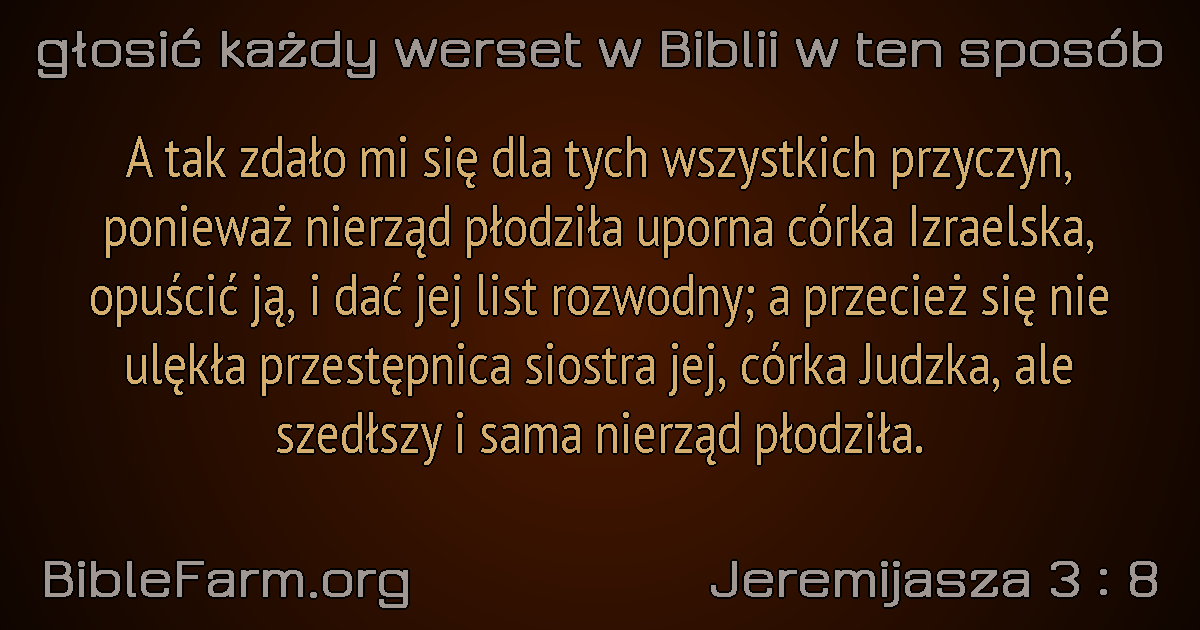 głosić każdy werset w Biblii w ten sposób
A tak zdało mi się dla tych wszystkich przyczyn,
ponieważ nierząd płodziła uporna córka Izraelska,
opuścić ją, i dać jej list rozwodny; a przecież się nie
ulękła przestępnica siostra jej, córka Judzka, ale
szedłszy i sama nierząd płodziła.
BibleFarm.org
Jeremijasza 3 : 8